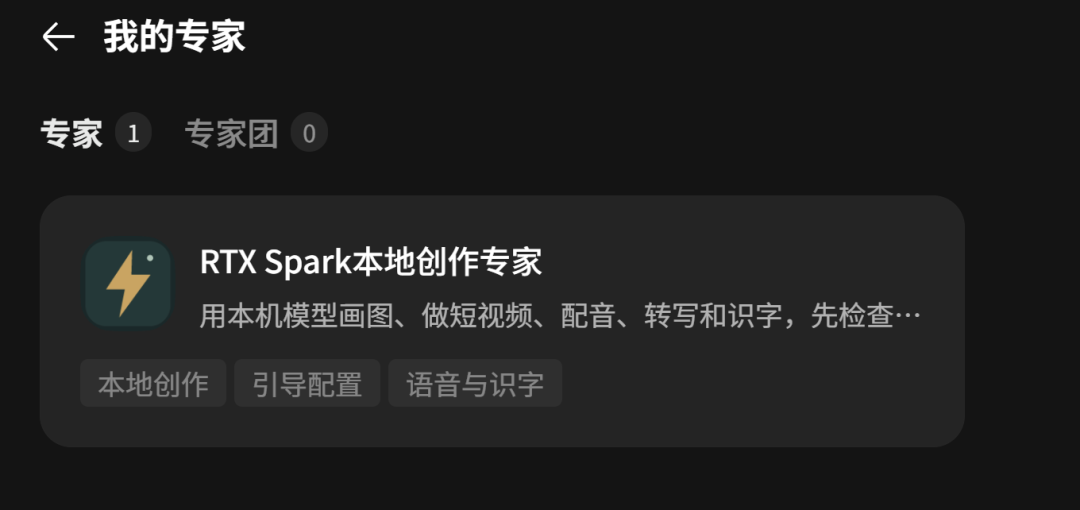 我的专家
专家 1 专家团 0
RTX Spark本地创作专家
用本机模型画图、做短视频、配音、转写和识字，先检查…
本地创作 引导配置 语音与识字